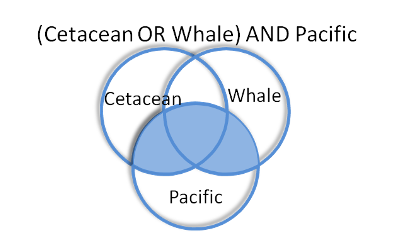 (Cetacean OR Whale) AND Pacific
Cetacean
Whale
Pacific